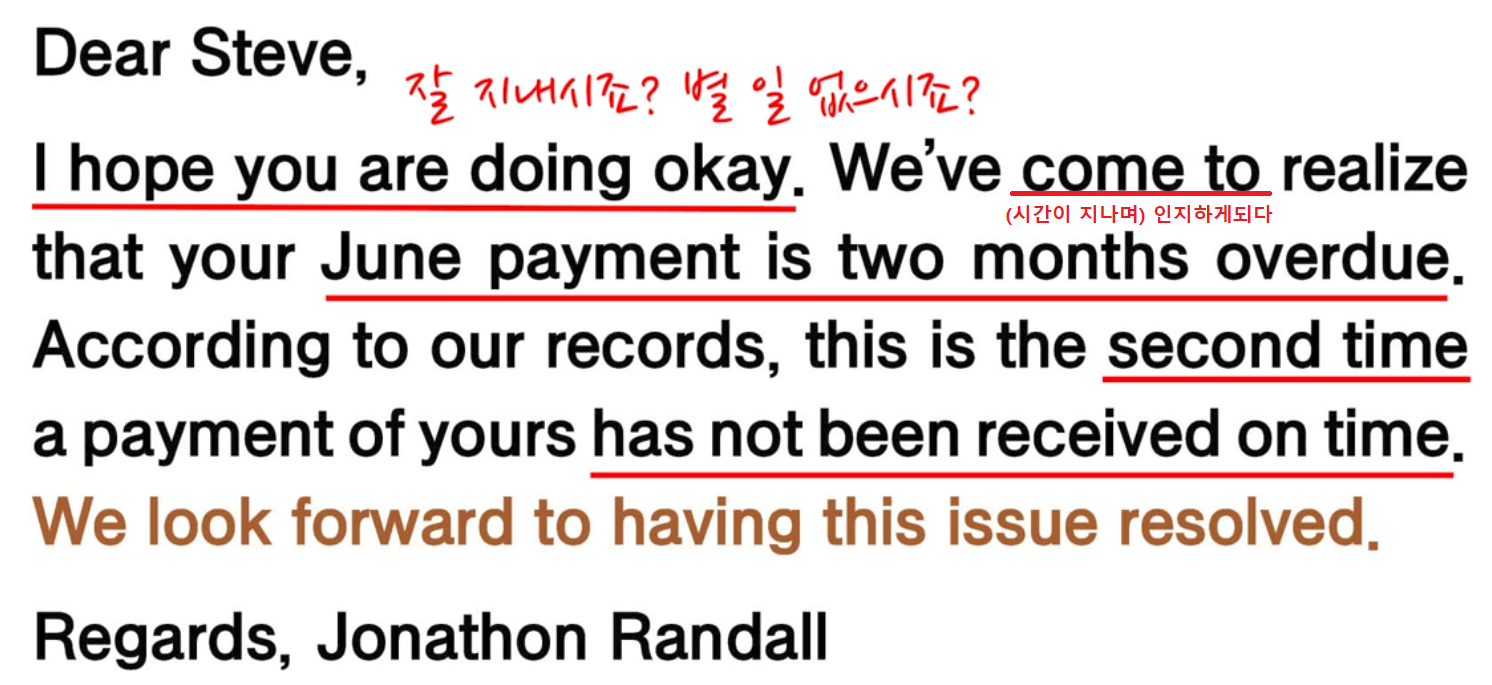 Dear Steve,
잘 지내시죠? 별 일 없으시죠?
I hope you are doing okay. We’ve come to realize
(시간이 지나며) 인지하게되다
that your June payment is two months overdue.
According to our records, this is the second time
a payment of yours has not been received on time.
We look forward to having this issue resolved.
Regards, Jonathon Randall